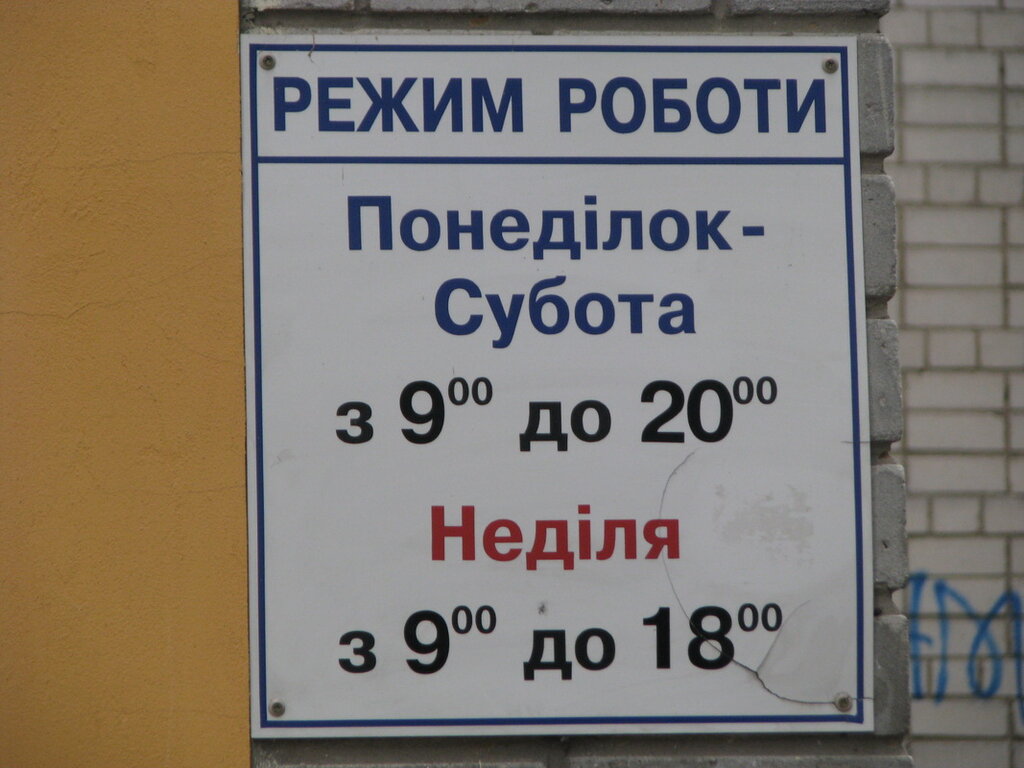 РЕЖИМ РОБОТИ
Понеділок-
Субота
з 9⁰⁰ до 20⁰⁰
Неділя
з 9⁰⁰ до 18⁰⁰